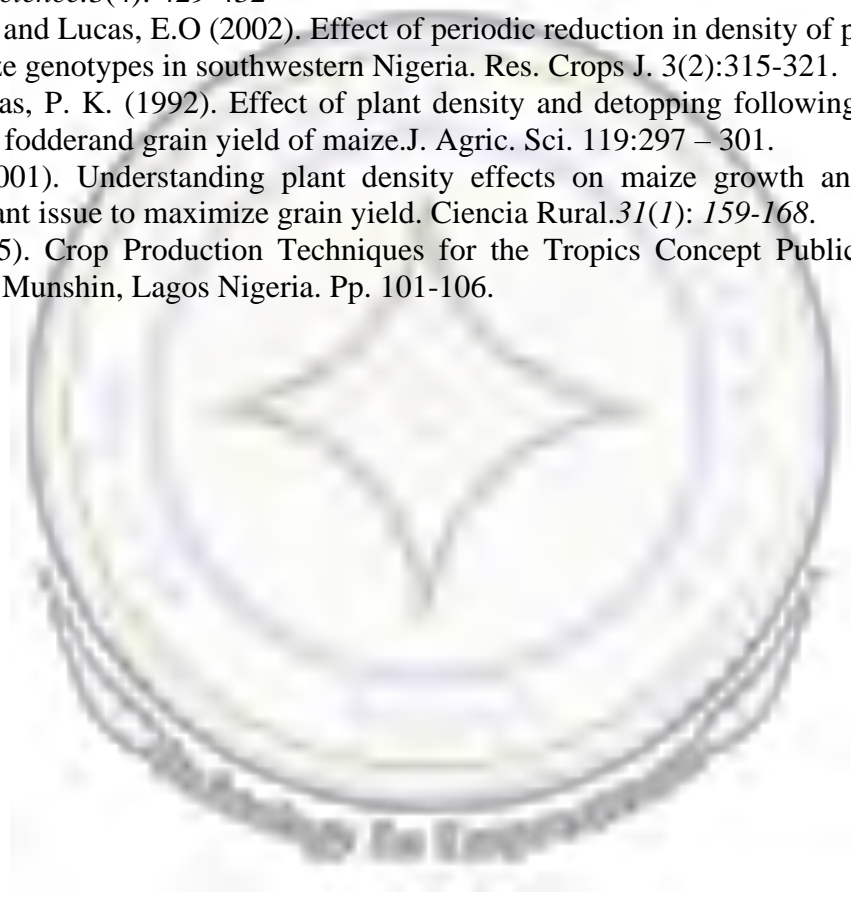 and Lucas, E.O (2002). Effect of periodic reduction in density of p
e genotypes in southwestern Nigeria. Res. Crops J. 3(2):315-321.
as, P. K. (1992). Effect of plant density and detopping following
fodderand grain yield of maize.J. Agric. Sci. 119:297 – 301.
001). Understanding plant density effects on maize growth an
ant issue to maximize grain yield. Ciencia Rural.31(1): 159-168.
5). Crop Production Techniques for the Tropics Concept Public
Munshin, Lagos Nigeria. Pp. 101-106.